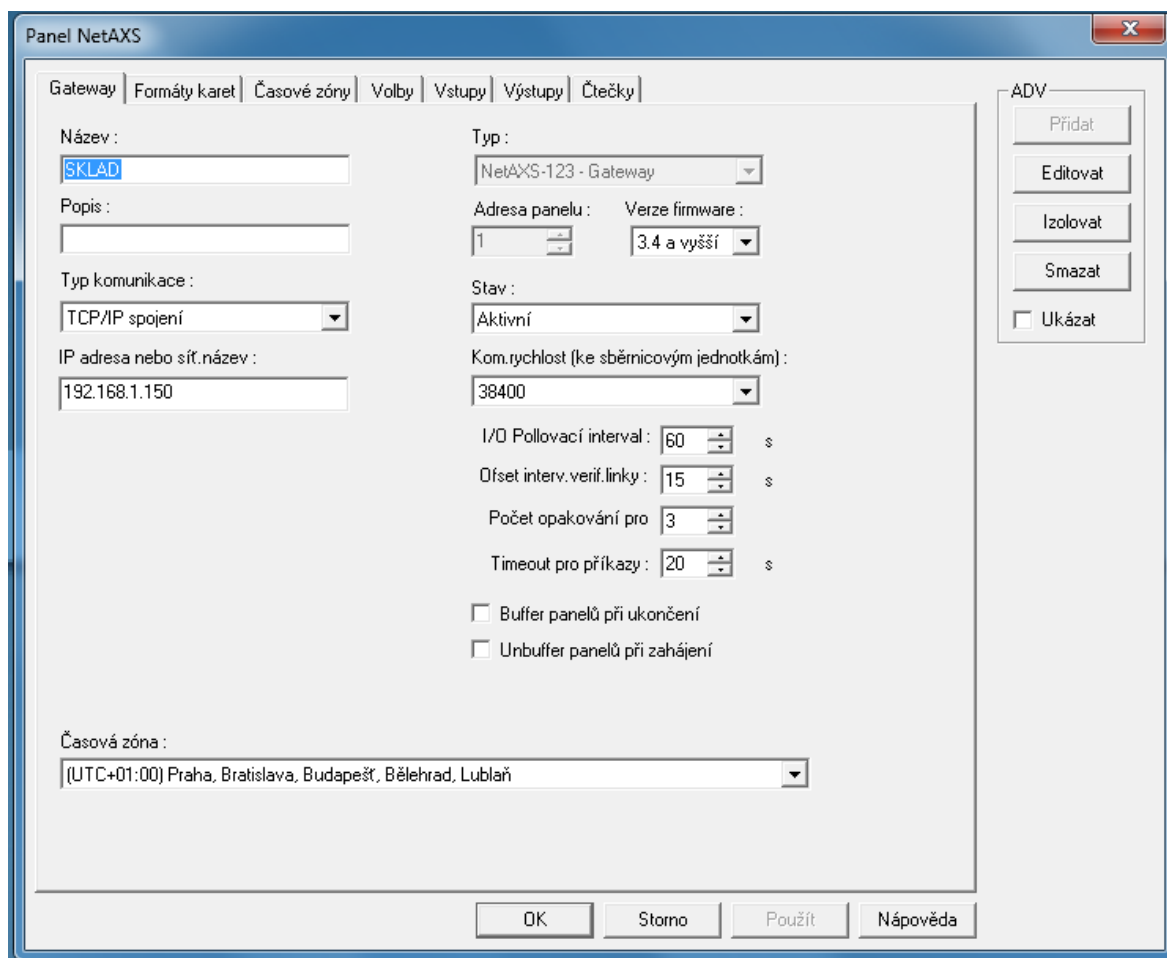 Panel NetAXS
Gateway Formáty karet Časové zóny Volby Vstupy Výstupy Čtečky
Název :
SKLAD
Popis :
Typ komunikace :
TCP/IP spojení
IP adresa nebo síť.název :
192.168.1.150
Typ :
NetAXS-123 - Gateway
Adresa panelu : Verze firmware :
1 3.4 a vyšší
Stav :
Aktivní
Kom.rychlost (ke sběrnicovým jednotkám) :
38400
I/O Pollovací interval : 60 s
Ofset interv.verif.linky : 15 s
Počet opakování pro 3
Timeout pro příkazy : 20 s
Buffer panelů při ukončení
Unbuffer panelů při zahájení
Časová zóna :
(UTC+01:00) Praha, Bratislava, Budapešť, Bělehrad, Lublaň
ADV
Přidat
Editovat
Izolovat
Smazat
Ukázat
OK Storno Použít Nápověda